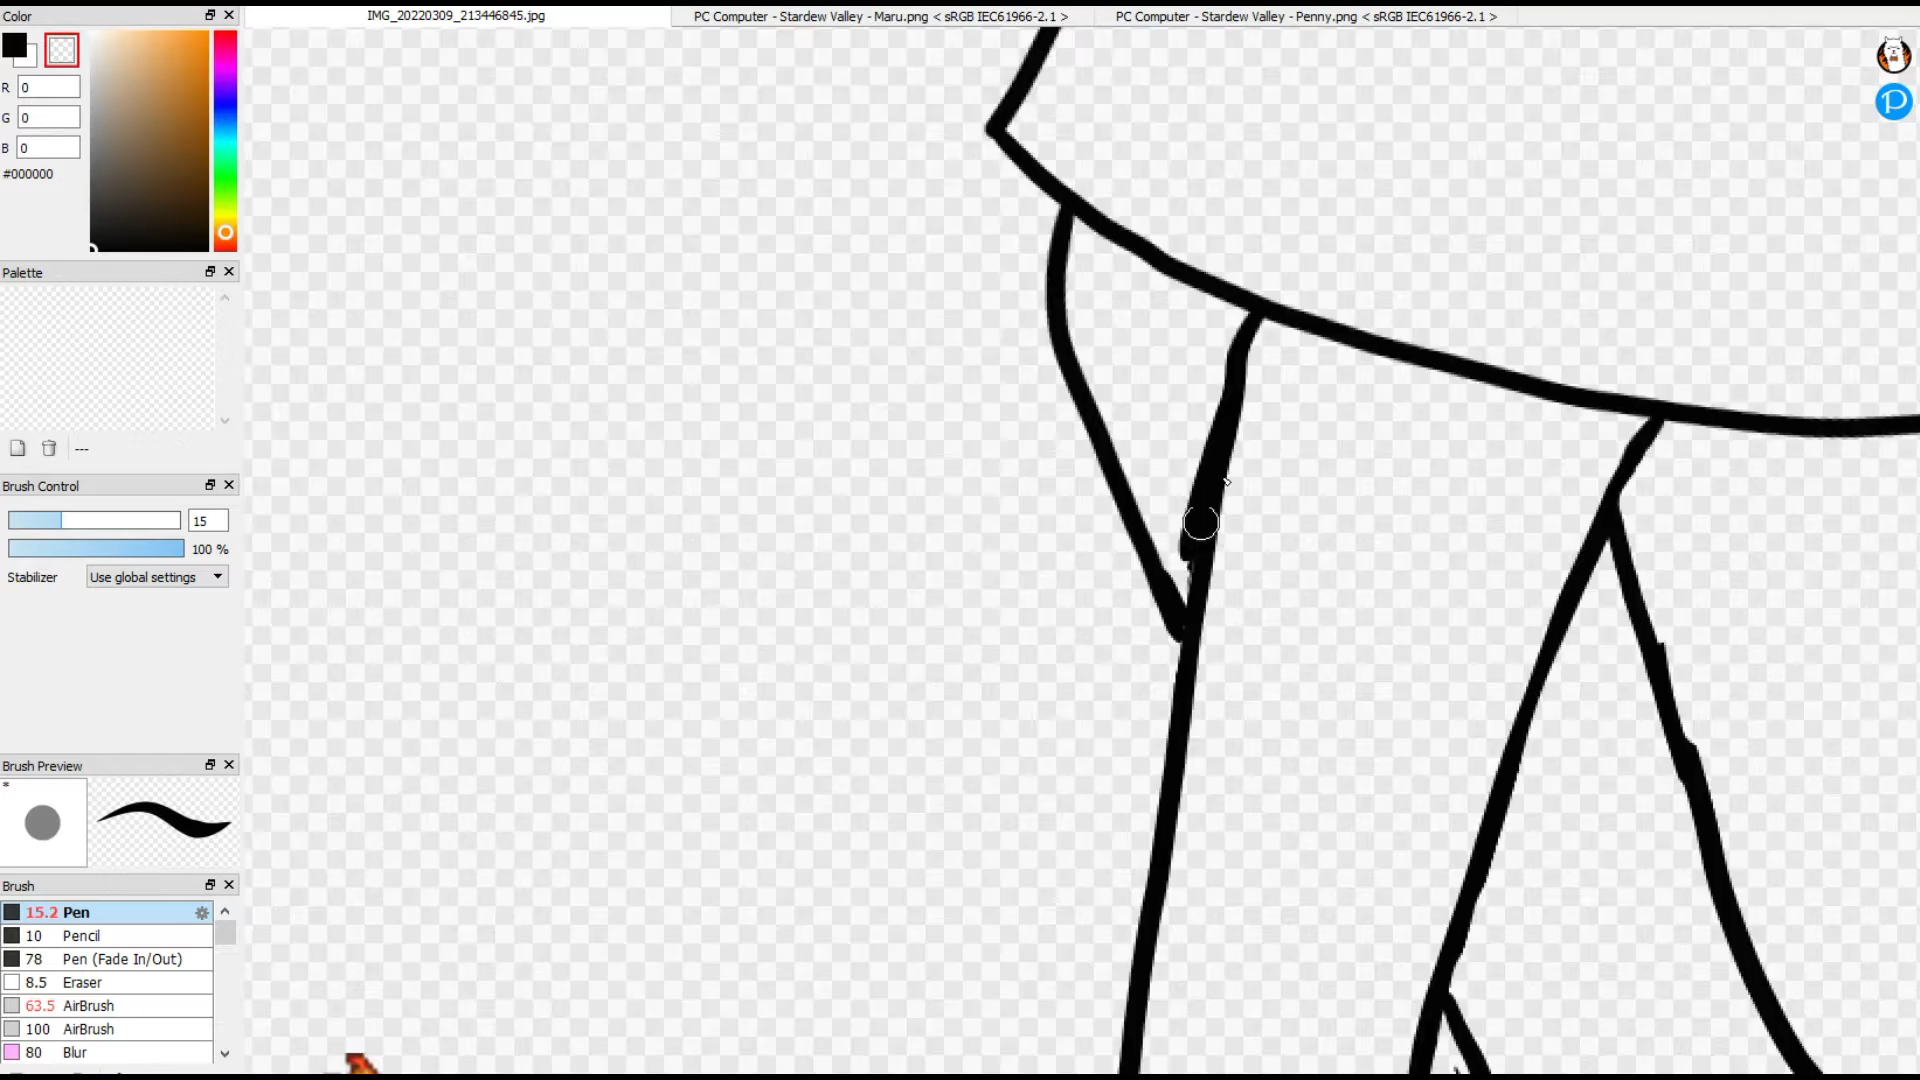 Color
IMG_20220309_213446845.jpg
PC Computer - Stardew Valley - Maru.png < sRGB IEC61966-2.1 >
PC Computer - Stardew Valley - Penny.png < sRGB IEC61966-2.1 >
R 0
G 0
B 0
#000000
Palette
---
Brush Control
15
100 %
Stabilizer Use global settings
Brush Preview
*
Brush
15.2 Pen
10 Pencil
78 Pen (Fade In/Out)
8.5 Eraser
63.5 AirBrush
100 AirBrush
80 Blur